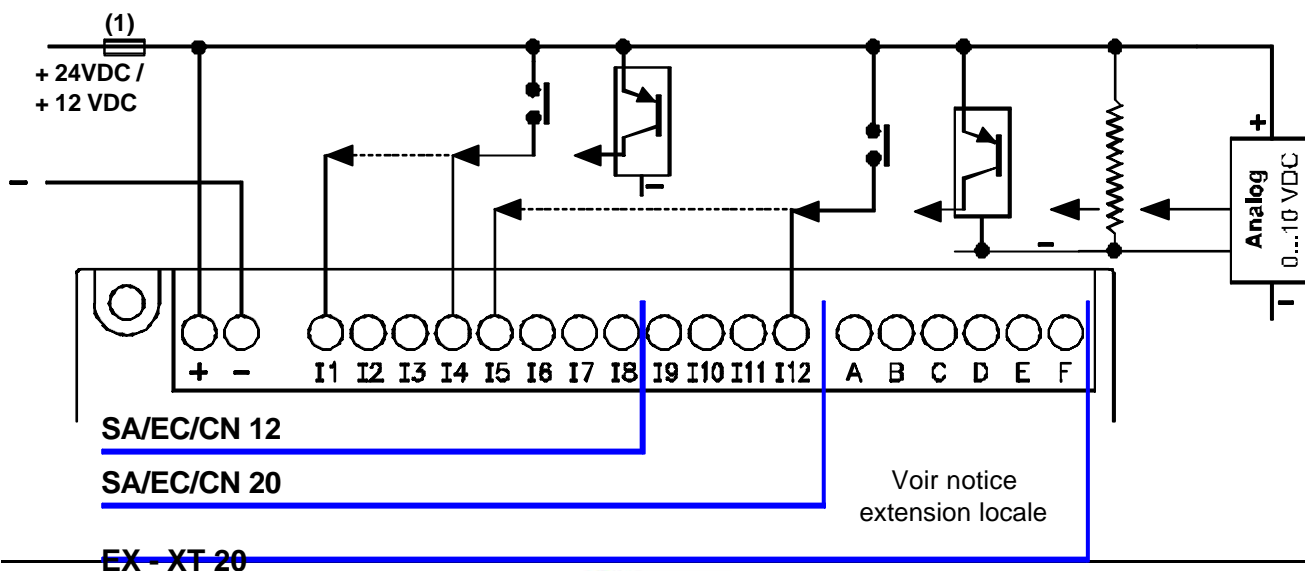 (1)
+ 24VDC /
+ 12 VDC
−
−
−
+
Analog
0...10 VDC
−
+ − I1 I2 I3 I4 I5 I6 I7 I8 I9 I10 I11 I12 A B C D E F
SA/EC/CN 12
SA/EC/CN 20
Voir notice
extension locale
EX - XT 20